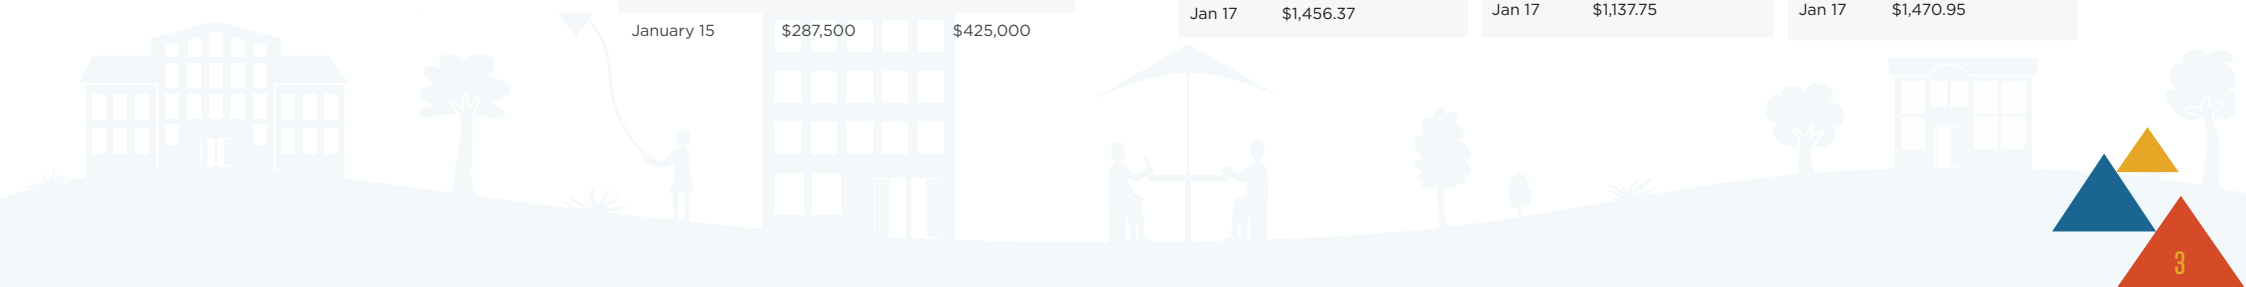 January 15 $287,500 $425,000
Jan 17 $1,456.37
Jan 17 $1,137.75
Jan 17 $1,470.95
3